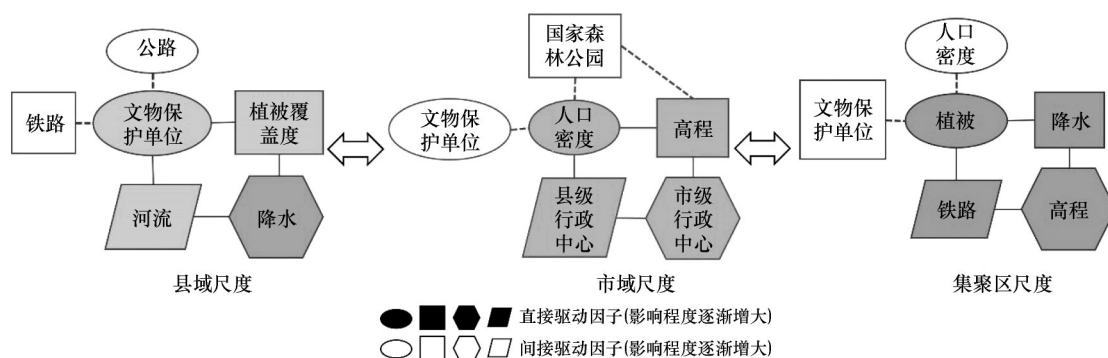 公路
铁路
文物保
护单位
植被覆
盖度
河流
降水
县域尺度
国家森
林公园
文物保
护单位
人口
密度
高程
县级
行政
中心
市级
行政
中心
市域尺度
人口
密度
文物保
护单位
植被
降水
铁路
高程
集聚区尺度
直接驱动因子(影响程度逐渐增大)
间接驱动因子(影响程度逐渐增大)